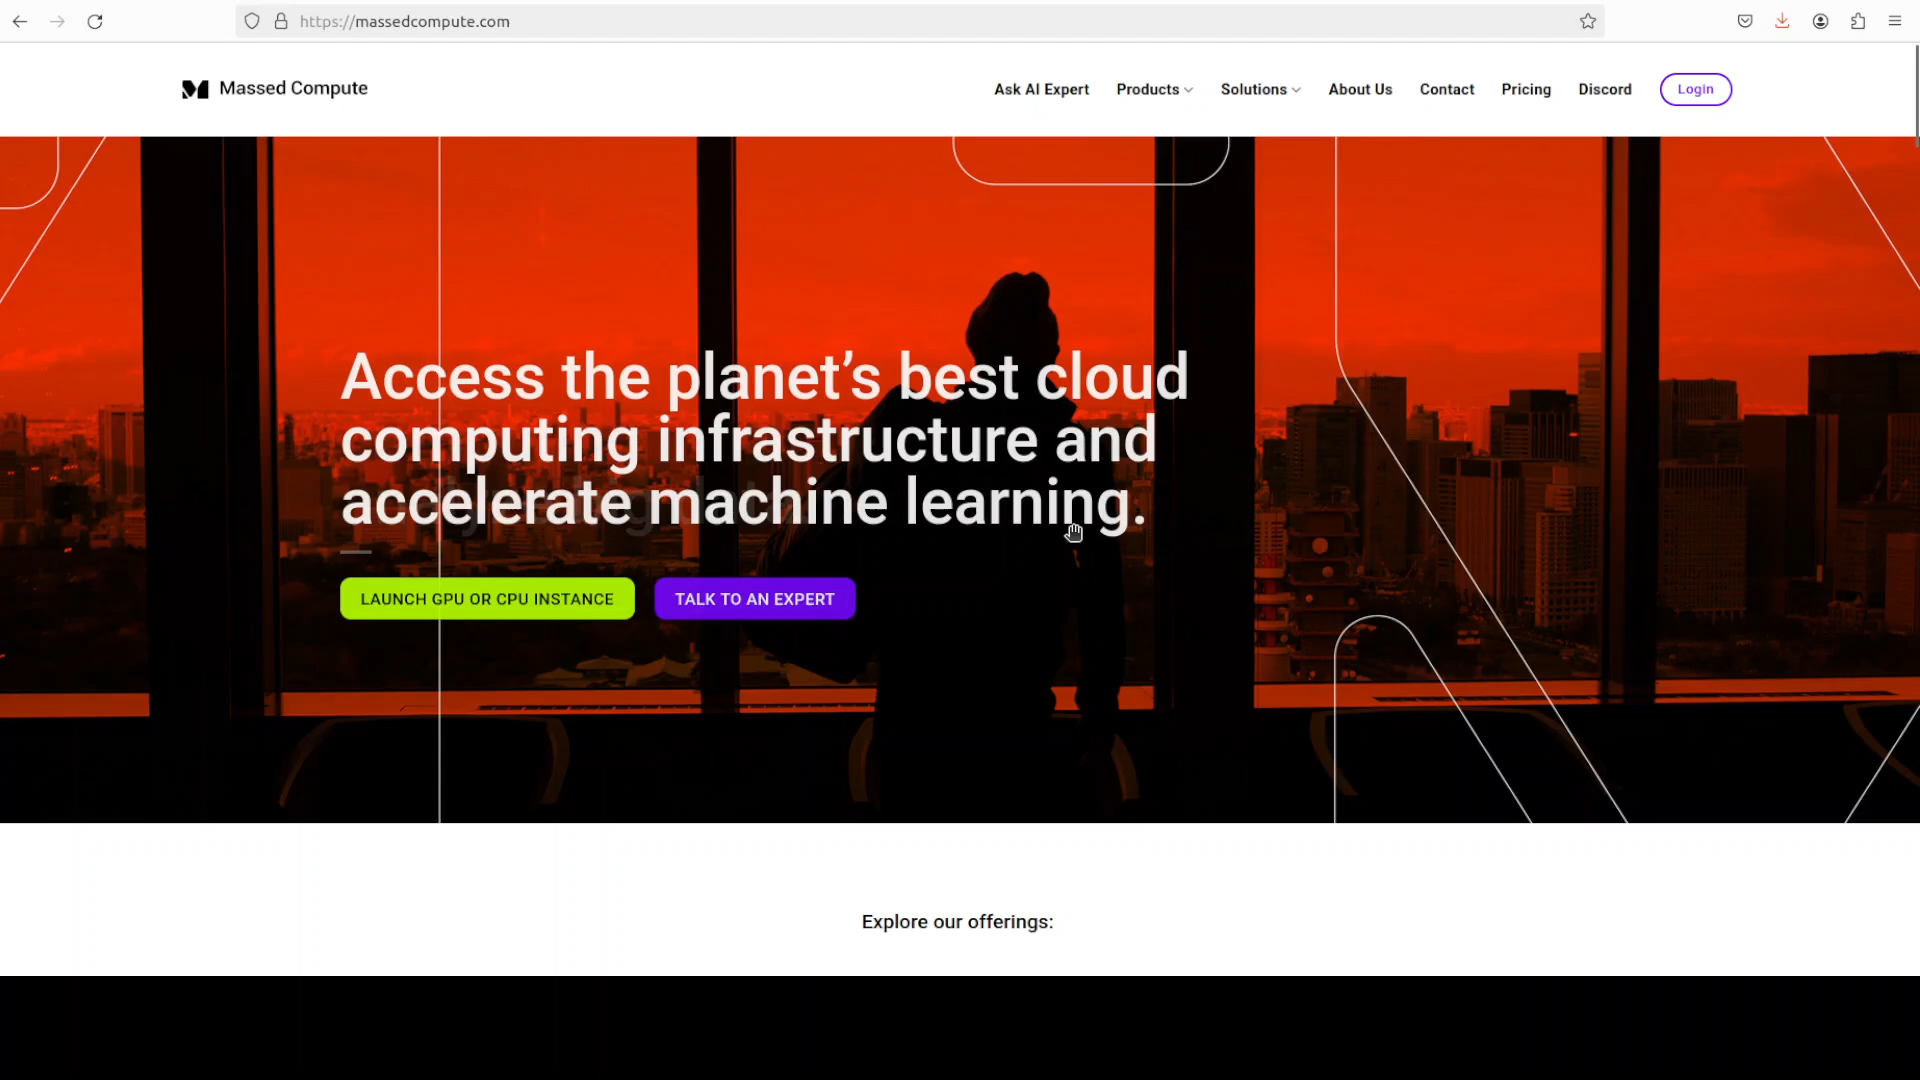 https://massedcompute.com
Massed Compute
Ask AI Expert
Products
Solutions
About Us
Contact
Pricing
Discord
Login
Access the planet’s best cloud
computing infrastructure and
accelerate machine learning.
LAUNCH GPU OR CPU INSTANCE
TALK TO AN EXPERT
Explore our offerings: